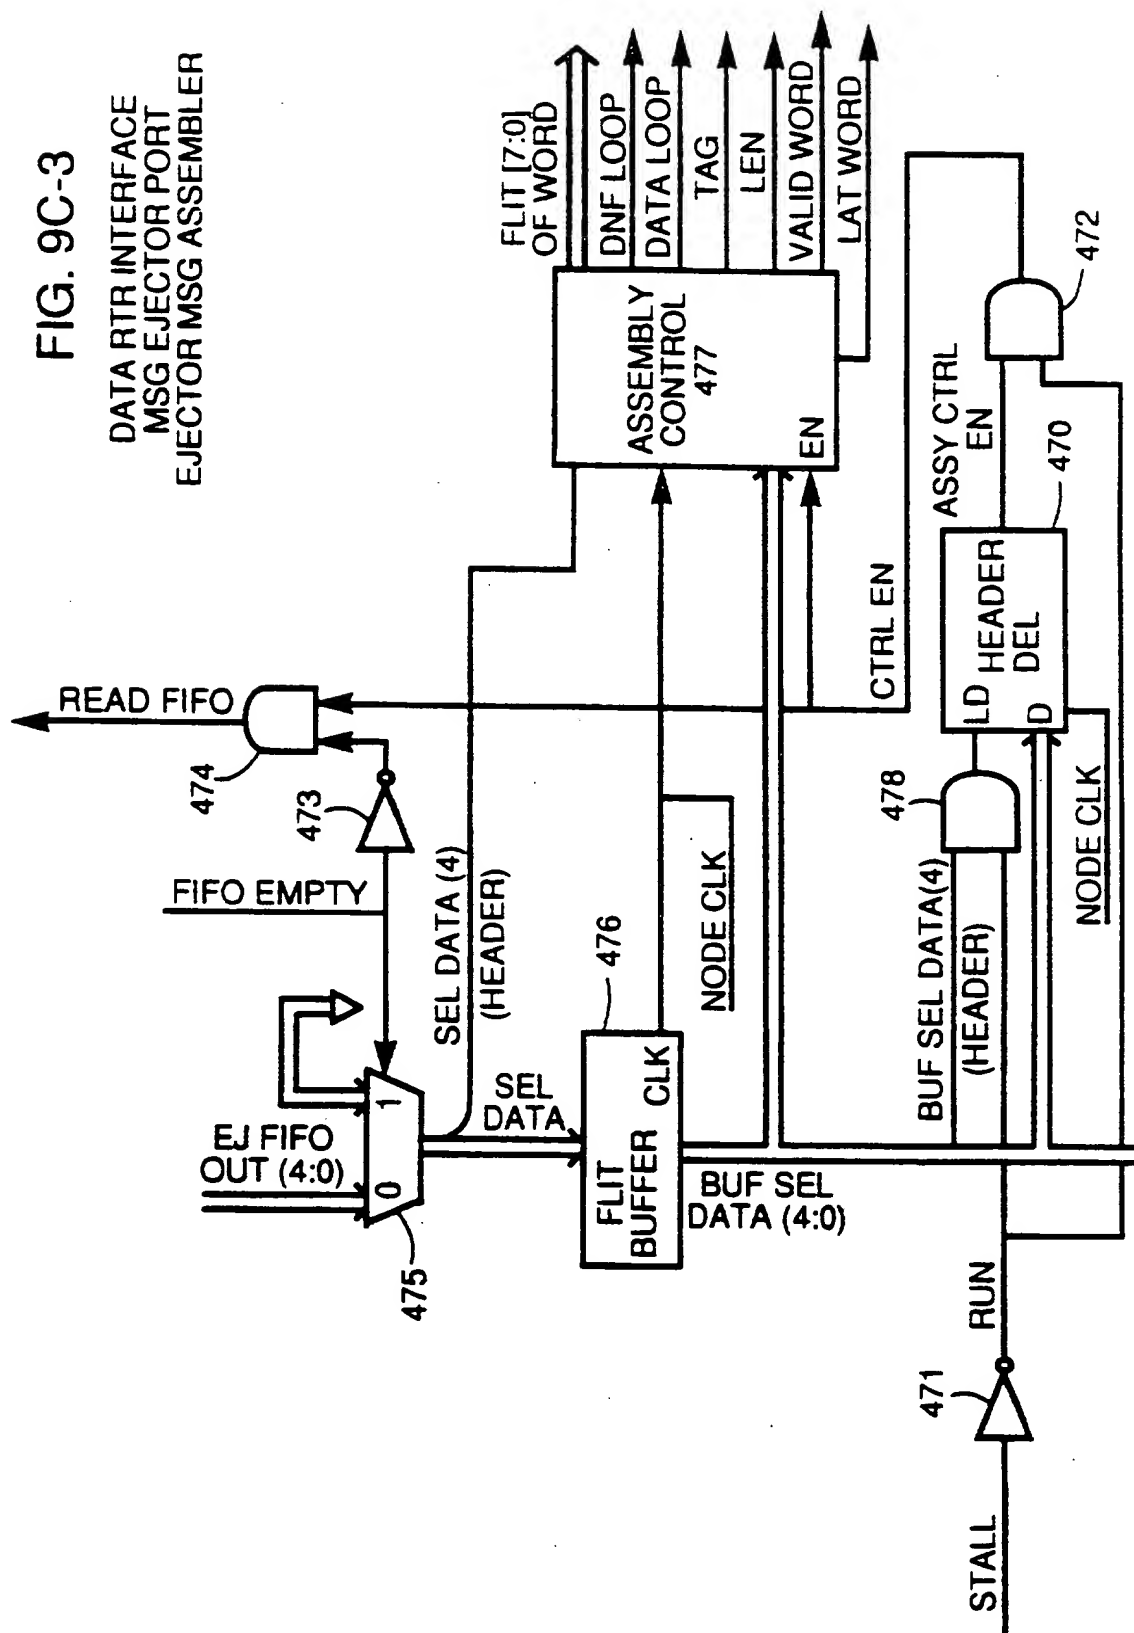 FIG. 9C-3
DATA RTR INTERFACE
MSG EJECTOR PORT
EJECTOR MSG ASSEMBLER
READ FIFO
474
473
FIFO EMPTY
EJ FIFO
OUT (4:0)
0
1
475
SEL DATA (4)
(HEADER)
SEL
DATA
FLIT
BUFFER
CLK
476
NODE CLK
BUF SEL
DATA (4:0)
ASSEMBLY
CONTROL
477
EN
FLIT [7:0]
OF WORD
DNF LOOP
DATA LOOP
TAG
LEN
VALID WORD
LAT WORD
CTRL EN
STALL
471
RUN
BUF SEL DATA(4)
(HEADER)
478
LD
D
HEADER
DEL
470
NODE CLK
ASSY CTRL
EN
472